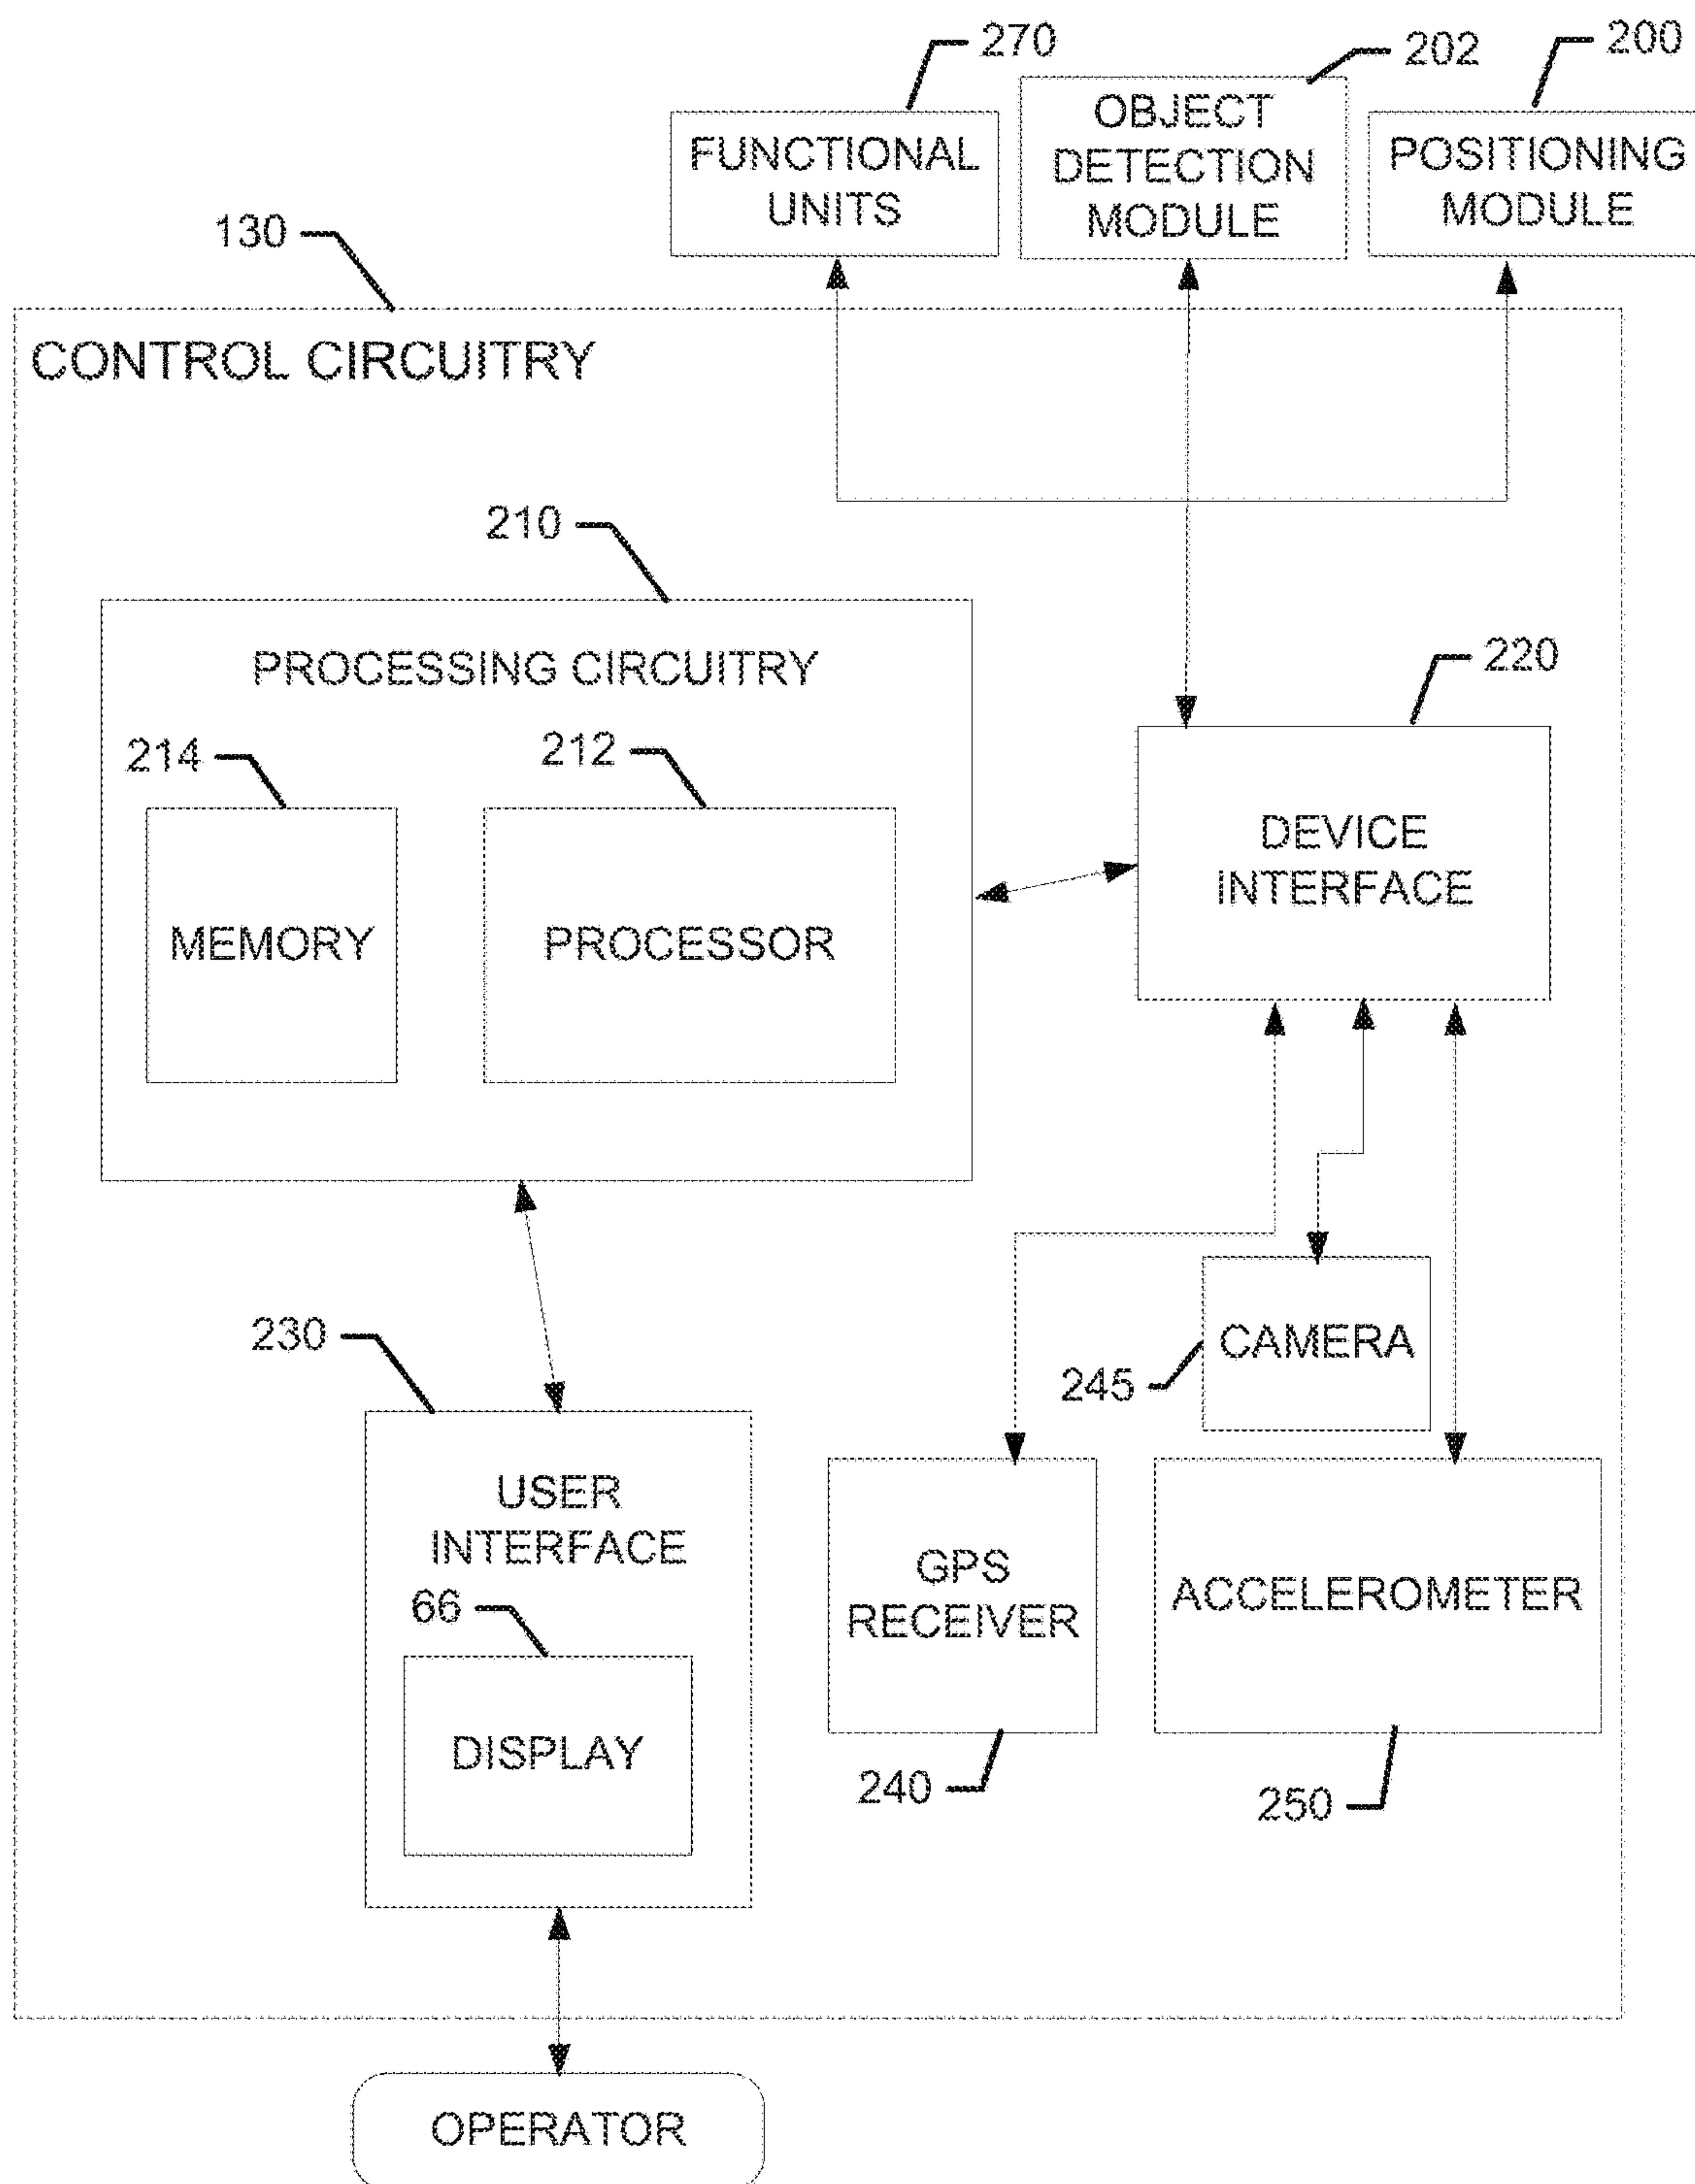 270
202
200
FUNCTIONAL
UNITS
OBJECT
DETECTION
MODULE
POSITIONING
MODULE
130
CONTROL CIRCUITRY
210
PROCESSING CIRCUITRY
220
214
212
MEMORY
PROCESSOR
DEVICE
INTERFACE
230
CAMERA
245
USER
INTERFACE
66
DISPLAY
GPS
RECEIVER
ACCELEROMETER
240
250
OPERATOR